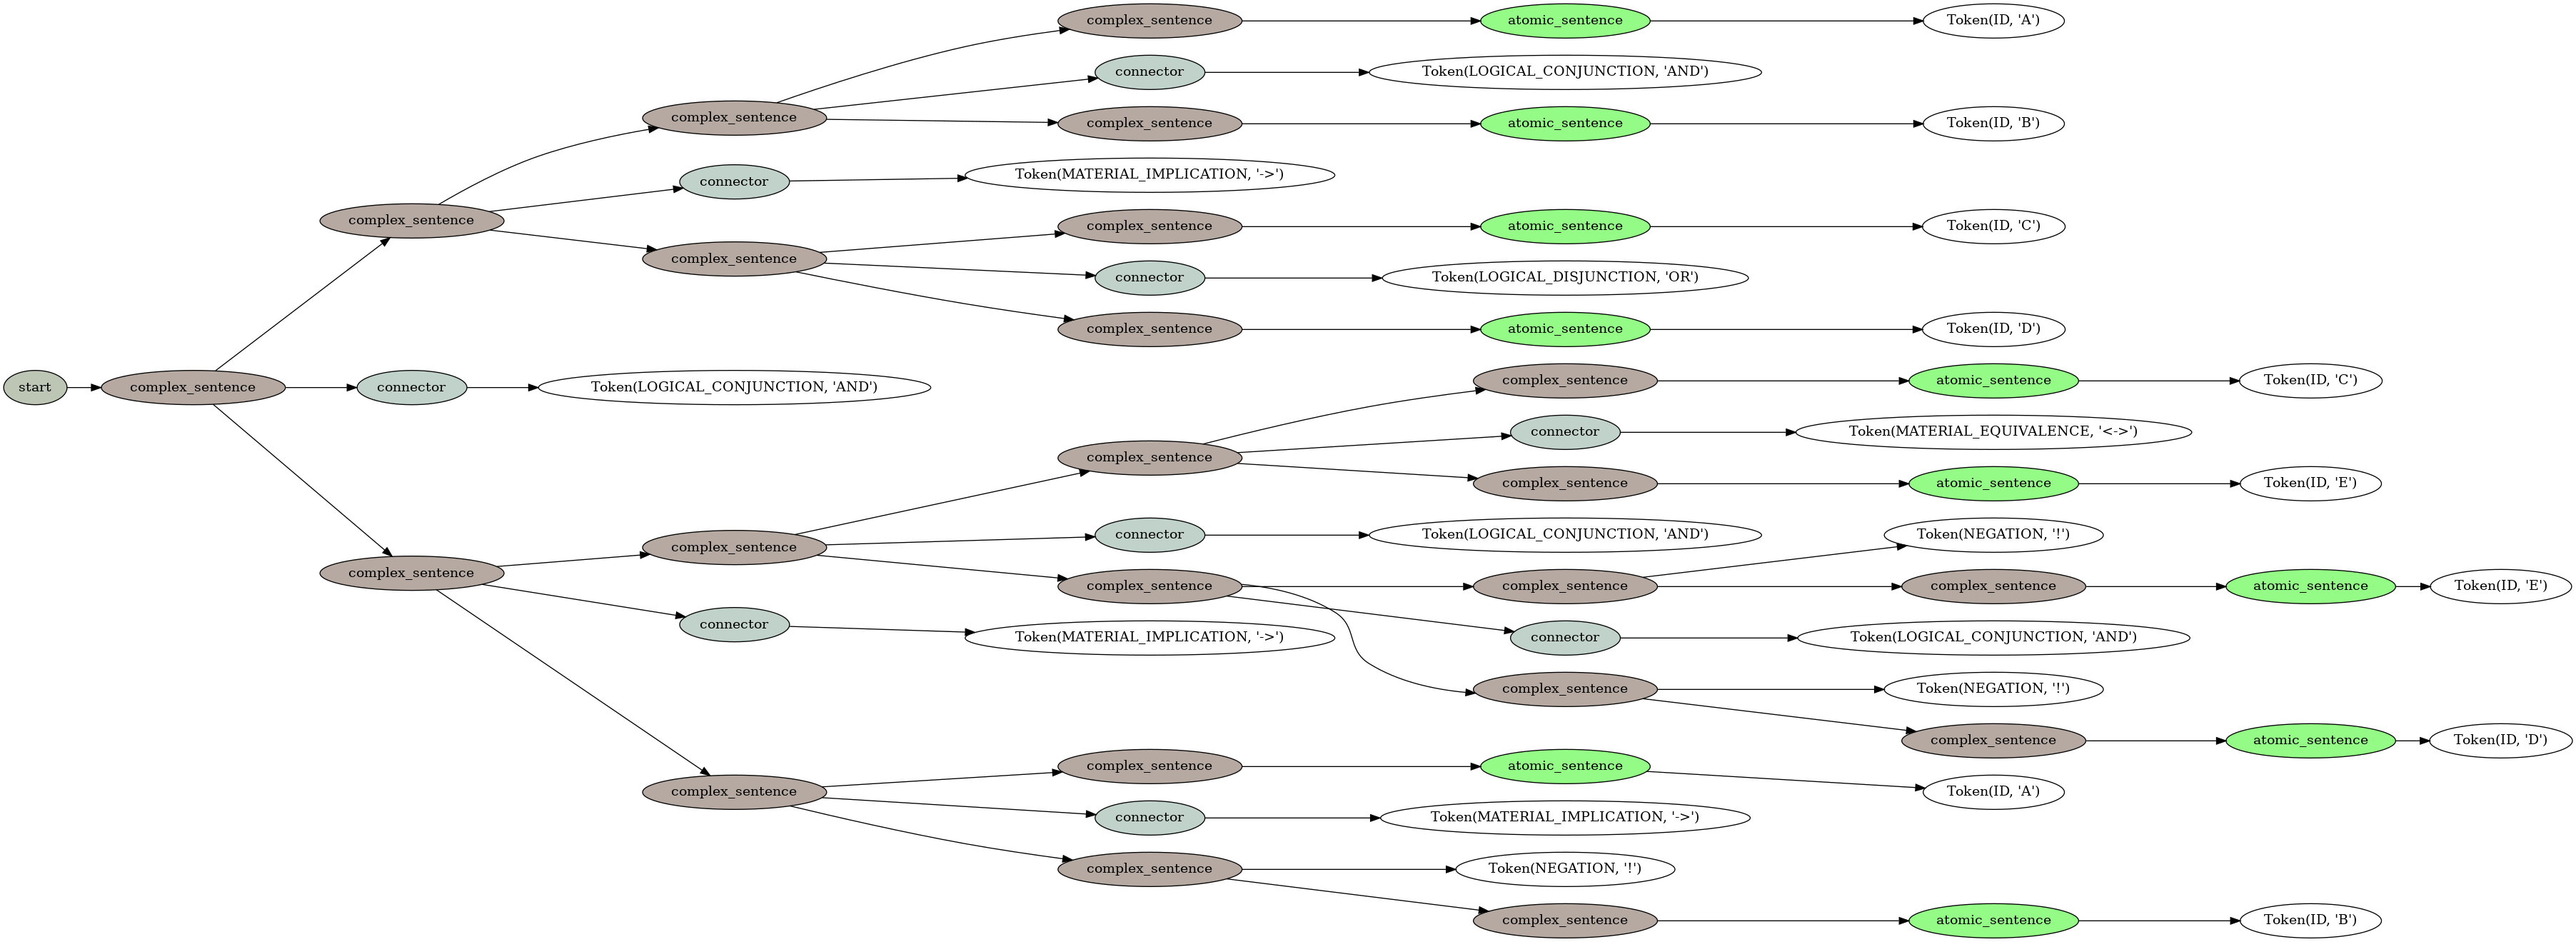 complex_sentence atomic_sentence Token(ID, 'A')
connector Token(LOGICAL_CONJUNCTION, 'AND')
complex_sentence
complex_sentence atomic_sentence Token(ID, 'B')
connector Token(MATERIAL_IMPLICATION, '->')
complex_sentence
complex_sentence atomic_sentence Token(ID, 'C')
complex_sentence
connector Token(LOGICAL_DISJUNCTION, 'OR')
complex_sentence atomic_sentence Token(ID, 'D')
complex_sentence atomic_sentence Token(ID, 'C')
start complex_sentence connector Token(LOGICAL_CONJUNCTION, 'AND')
connector Token(MATERIAL_EQUIVALENCE, '<->')
complex_sentence
complex_sentence atomic_sentence Token(ID, 'E')
connector Token(LOGICAL_CONJUNCTION, 'AND') Token(NEGATION, '!')
complex_sentence
complex_sentence complex_sentence complex_sentence complex_sentence atomic_sentence Token(ID, 'E')
connector Token(MATERIAL_IMPLICATION, '->') connector Token(LOGICAL_CONJUNCTION, 'AND')
complex_sentence Token(NEGATION, '!')
complex_sentence atomic_sentence Token(ID, 'D')
complex_sentence atomic_sentence
complex_sentence Token(ID, 'A')
connector Token(MATERIAL_IMPLICATION, '->')
complex_sentence Token(NEGATION, '!')
complex_sentence atomic_sentence Token(ID, 'B')